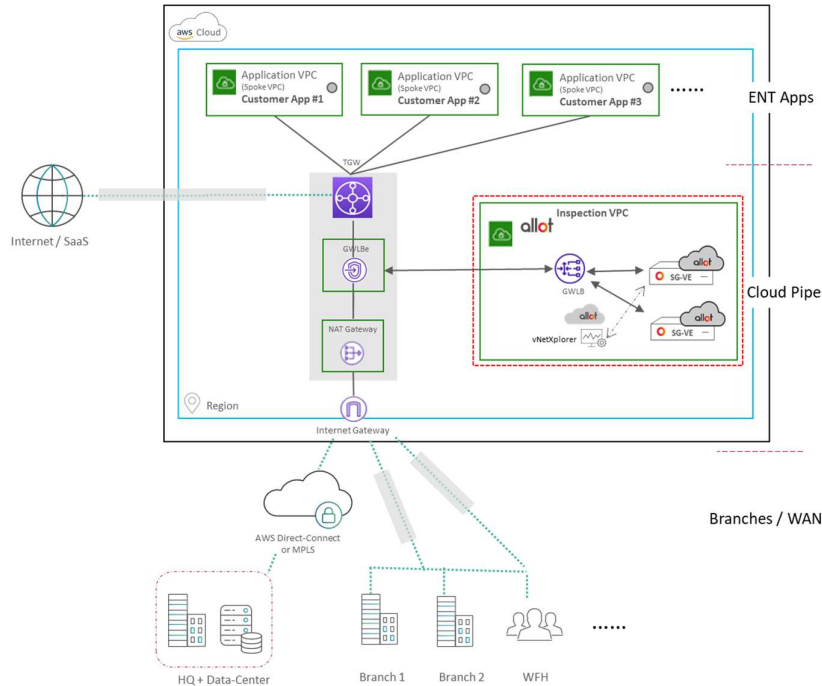 aws Cloud
Application VPC
(Spoke VPC)
Customer App #1
Application VPC
(Spoke VPC)
Customer App #2
Application VPC
(Spoke VPC)
Customer App #3
......
ENT Apps
TGW
Internet / SaaS
Inspection VPC
allot
GWLBe
allot
SG-VE
GWLB
Cloud Pipe
allot
allot
SG-VE
vNetXplorer
NAT Gateway
Region
Internet Gateway
Branches / WAN
AWS Direct-Connect
or MPLS
......
HQ + Data-Center
Branch 1
Branch 2
WFH